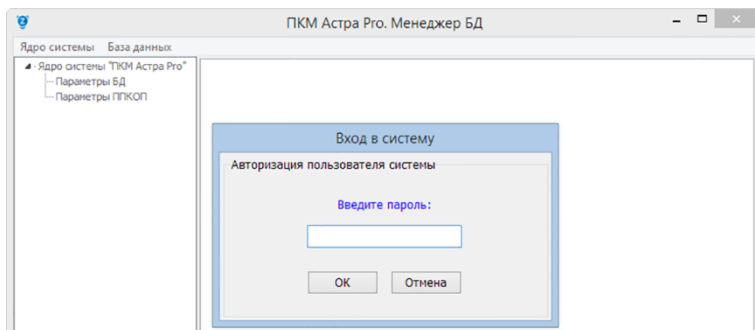 ПКМ Астра Pro. Менеджер БД
Ядро системы База данных
Ядро системы "ПКМ Астра Pro"
Параметры БД
Параметры ППКОП
Вход в систему
Авторизация пользователя системы
Введите пароль:
ОК Отмена